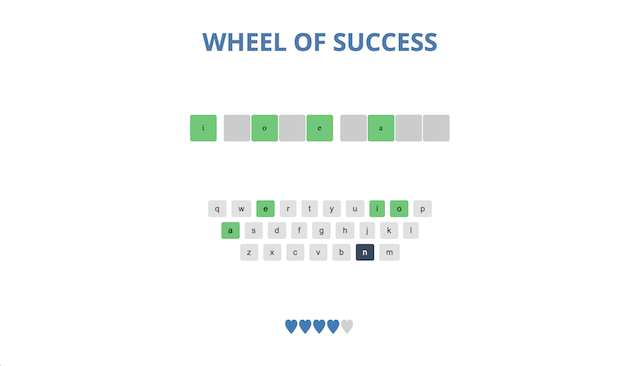 WHEEL OF SUCCESS
i o e a
q w e r t y u i o p
a s d f g h j k l
z x c v b n m